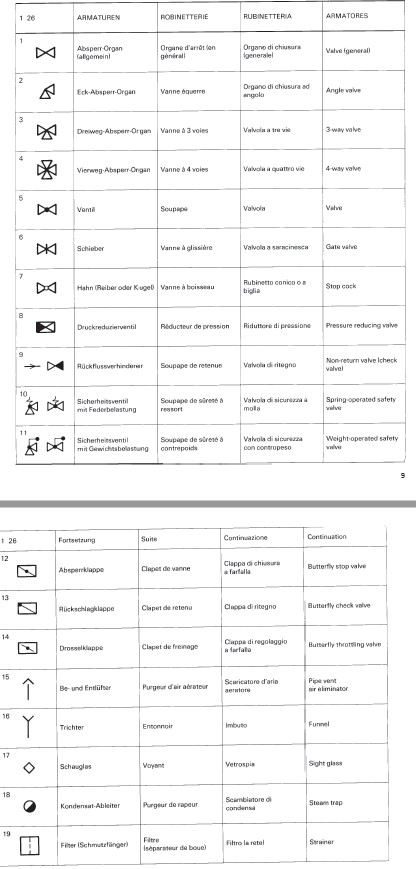 1 26 ARMATUREN ROBINETTERIE RUBINETTERIA ARMATORES
1 Absperr-Organ Organe d'arrêt (en Organo di chiusura Valve (general)
(allgemein) général) (generale)
2 Eck-Absperr-Organ Vanne équerre Organo di chiusura ad Angle valve
angolo
3 Dreiweg-Absperr-Organ Vanne à 3 voies Valvola a tre vie 3-way valve
4 Vierweg-Absperr-Organ Vanne à 4 voies Valvola a quattro vie 4-way valve
5 Ventil Soupape Valvola Valve
6 Schieber Vanne à glissière Valvola a saracinesca Gate valve
7 Hahn (Reiber oder Kugel) Vanne à boisseau Rubinetto conico o a Stop cock
biglia
8 Druckreduzierventil Réducteur de pression Riduttore di pressione Pressure reducing valve
9 Rückflussverhindener Soupape de retenue Valvola di ritegno Non-return valve (check
valve)
10 Sicherheitsventil Soupape de sûreté à Valvola di sicurezza a Spring-operated safety
mit Federbelastung ressort molla valve
11 Sicherheitsventil Soupape de sûreté à Valvola di sicurezza Weight-operated safety
mit Gewichtsbelastung contrepoids con contropeso valve
9
1 26 Fortsetzung Suite Continuazione Continuation
12 Absperrklappe Clapet de vanne Clappa di chiusura Butterfly stop valve
a farfalla
13 Rückschlagklappe Clapet de retenu Clappa di ritegno Butterfly check valve
14 Drosselklappe Clapet de freinage Clappa di regolaggio Butterfly throttling valve
a farfalla
15 Be- und Entlüfter Purgeur d'air aérateur Scaricatore d'aria Pipe vent
aeratore air eliminator
16 Trichter Entonnoir Imbuto Funnel
17 Schauglas Voyant Vetrospia Sight glass
18 Kondensat-Ableiter Purgeur de rapeur Scambiatore di Steam trap
condensa
19 Filter (Schmutzfänger) Filtre Filtro (a rete) Strainer
(séparateur de boue)